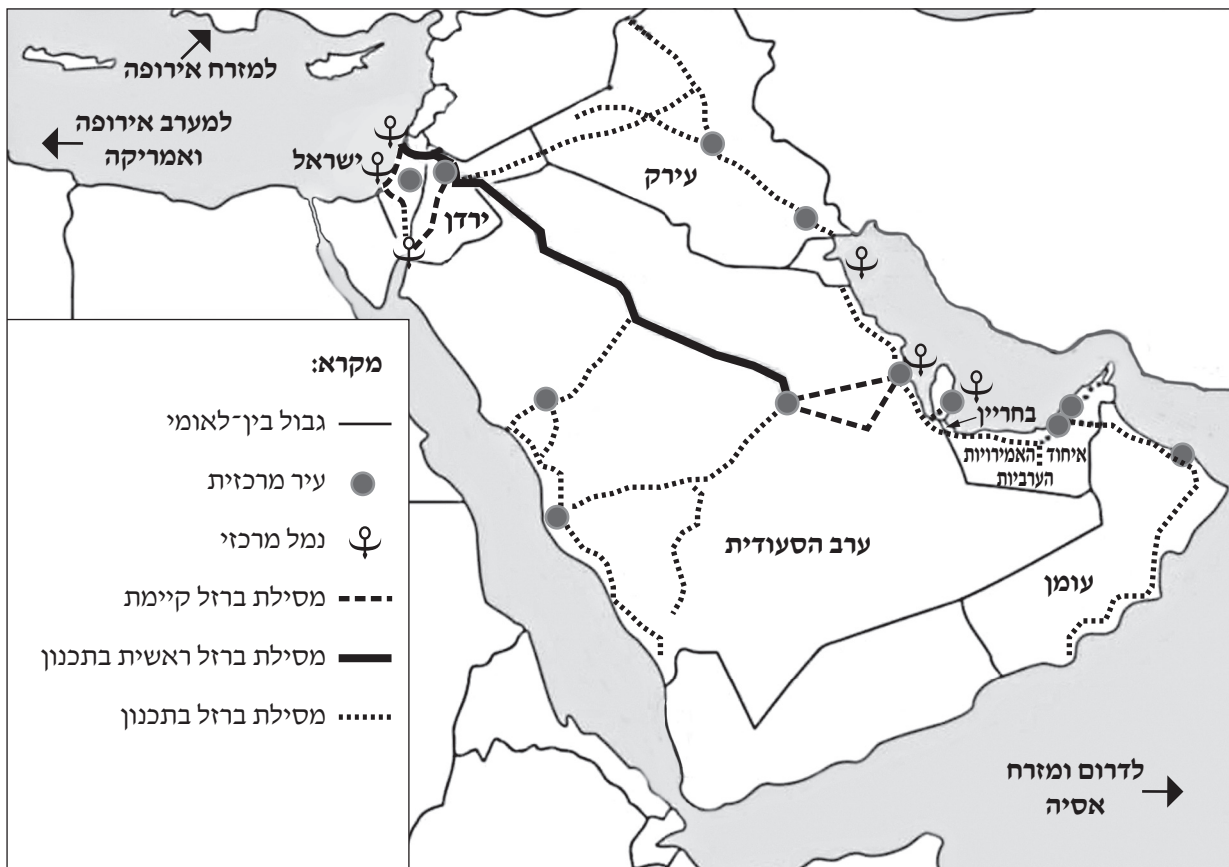 למזרח אירופה
למערב אירופה
ואמריקה
ישראל
ירדן
עירק
בחריין
איחוד האמירויות
הערביות
ערב הסעודית
עומן
לדרום ומזרח
אסיה
מקרא:
גבול בין־לאומי
עיר מרכזית
נמל מרכזי
מסילת ברזל קיימת
מסילת ברזל ראשית בתכנון
מסילת ברזל בתכנון